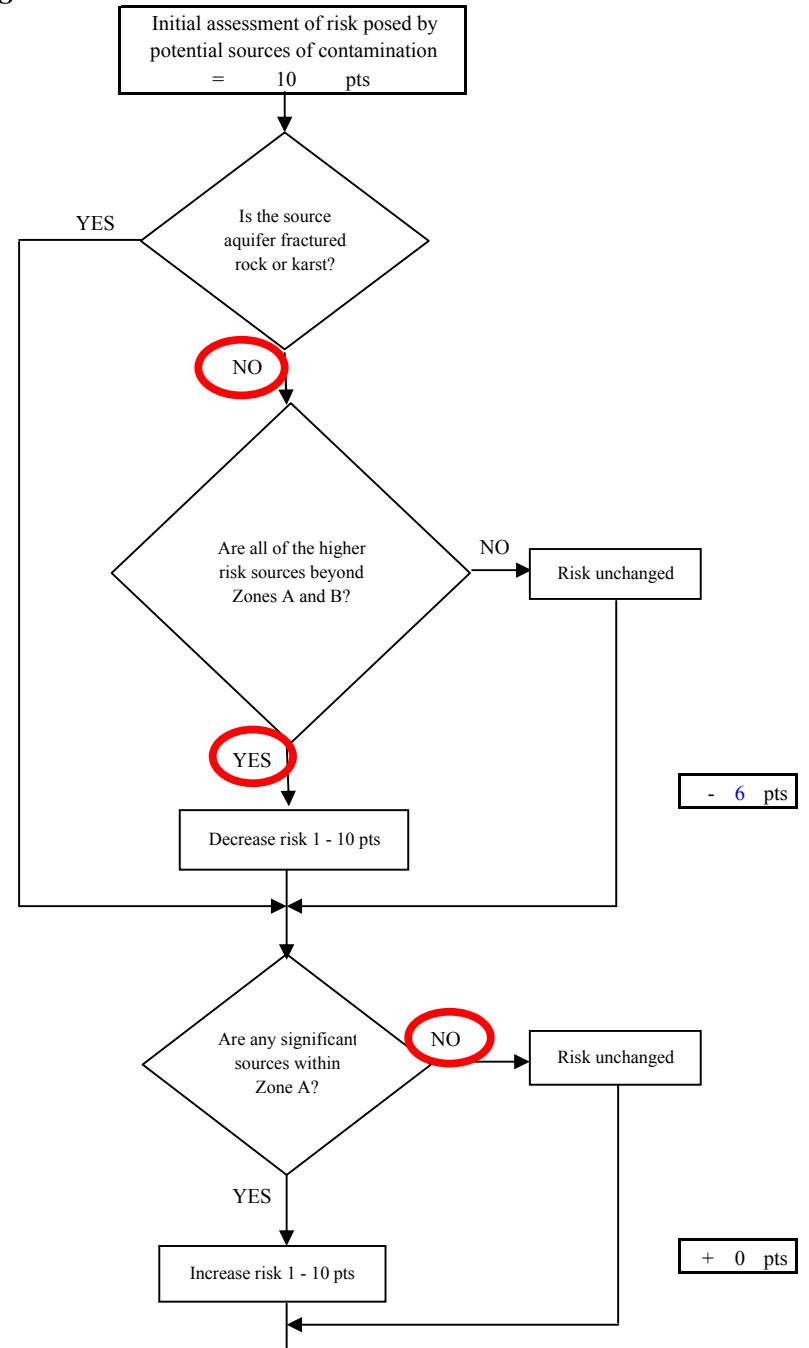 Initial assessment of risk posed by
potential sources of contamination
= 10 pts
YES
Is the source
aquifer fractured
rock or karst?
NO
Are all of the higher
risk sources beyond
Zones A and B?
NO
Risk unchanged
YES
- 6 pts
Decrease risk 1 - 10 pts
Are any significant
sources within
Zone A?
NO
Risk unchanged
YES
+ 0 pts
Increase risk 1 - 10 pts